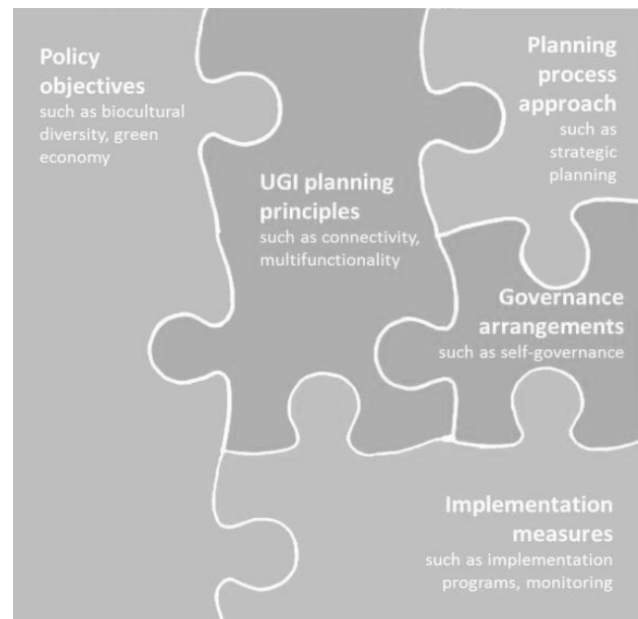 Policy
objectives
such as biocultural
diversity, green
economy
Planning
process
approach
such as
strategic
planning
UGI planning
principles
such as connectivity,
multifunctionality
Governance
arrangements
such as self-governance
Implementation
measures
such as implementation
programs, monitoring